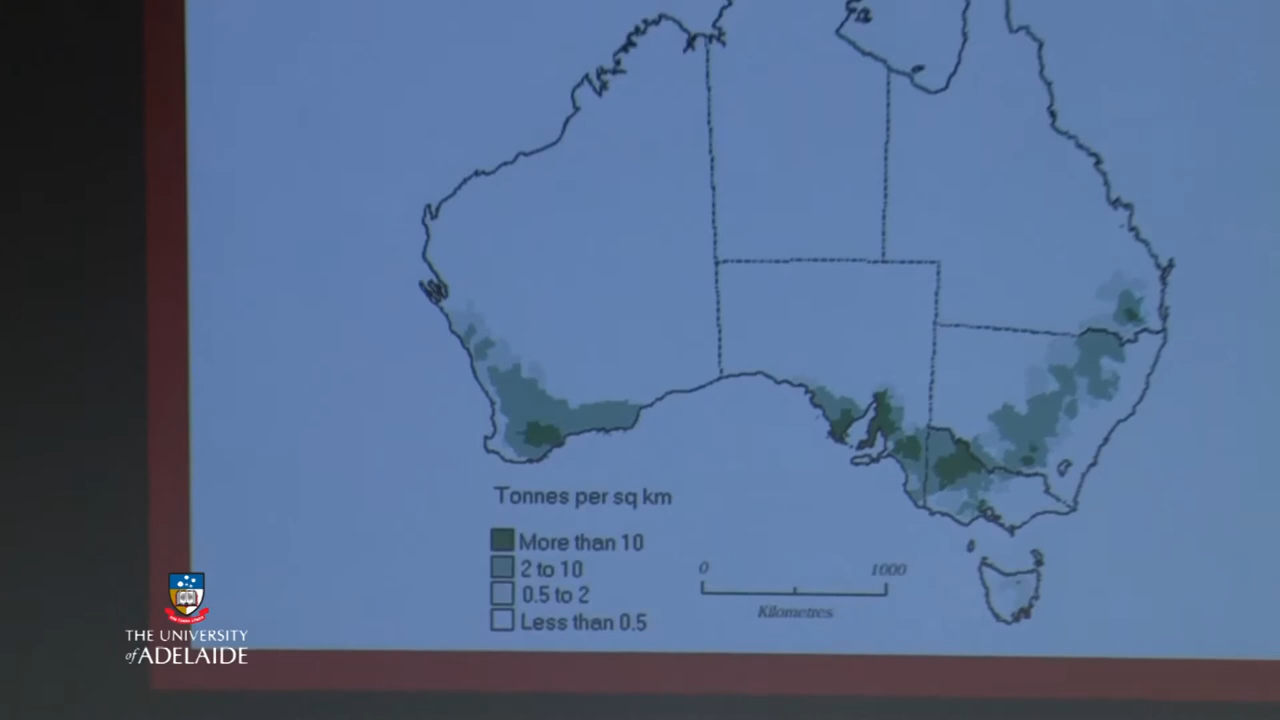 Tonnes per sq km
More than 10
2 to 10
0.5 to 2
Less than 0.5
0 1000
Kilometres
THE UNIVERSITY
of ADELAIDE